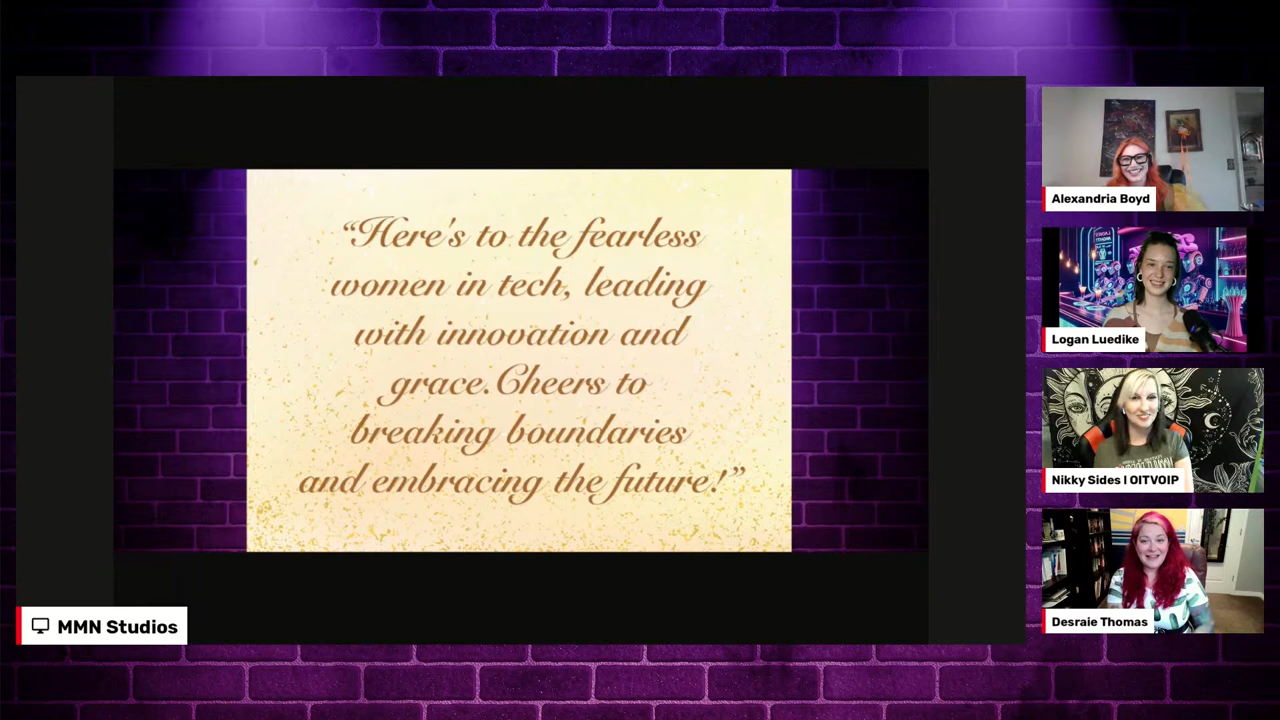 “Here's to the fearless
women in tech, leading
with innovation and
grace.Cheers to
breaking boundaries
and embracing the future!”
MMN Studios
Alexandria Boyd
Logan Luedike
Nikky Sides I OITVOIP
Desraie Thomas